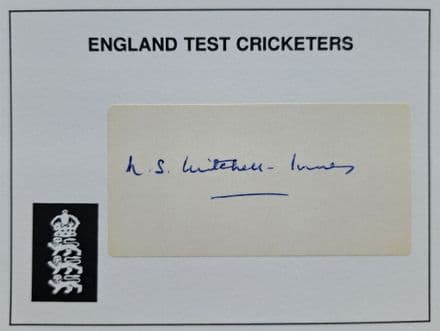 ENGLAND TEST CRICKETERS
N. S. Mitchell-Innes